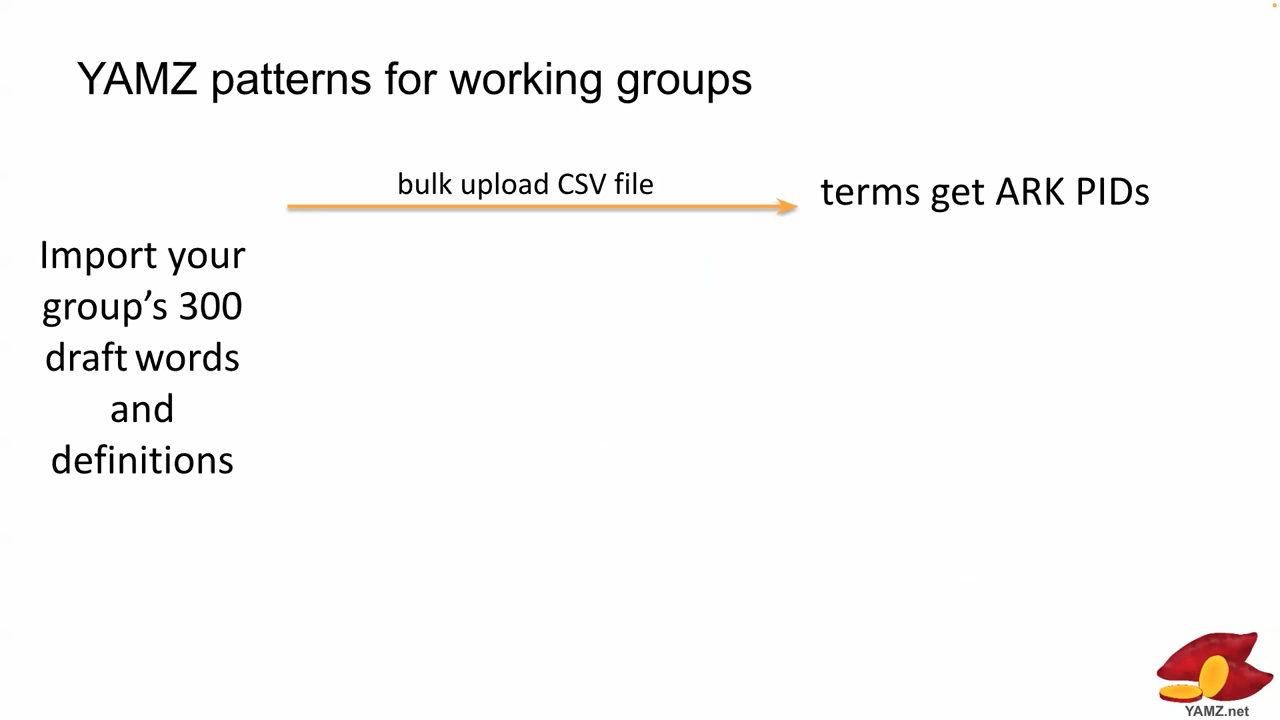 YAMZ patterns for working groups
bulk upload CSV file
terms get ARK PIDs
Import your
group’s 300
draft words
and
definitions
YAMZ.net